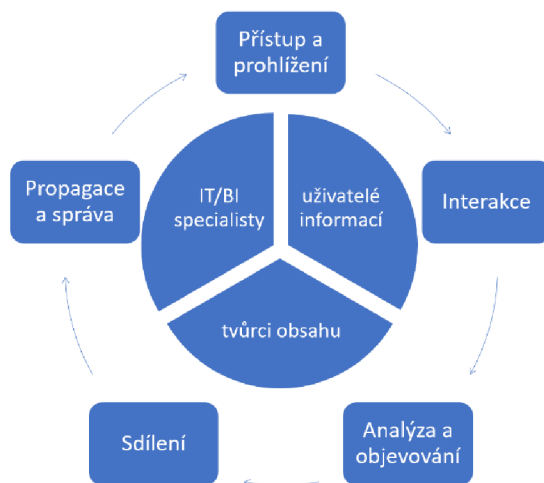 Přístup a
prohlížení
Propagace
a správa
IT/BI
specialisty
uživatelé
informací
Interakce
tvůrci obsahu
Sdílení
Analýza a
objevování